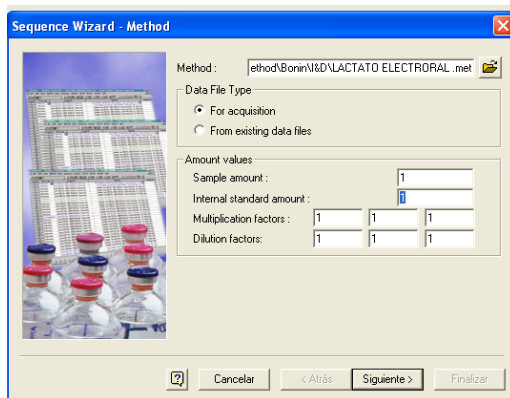 Sequence Wizard - Method
Method : ethod\Bonin\I&D\LACTATO ELECTRORAL .met
Data File Type
For acquisition
From existing data files
Amount values
Sample amount : 1
Internal standard amount : 1
Multiplication factors : 1 1 1
Dilution factors: 1 1 1
Cancelar < Atrás Siguiente > Finalizar